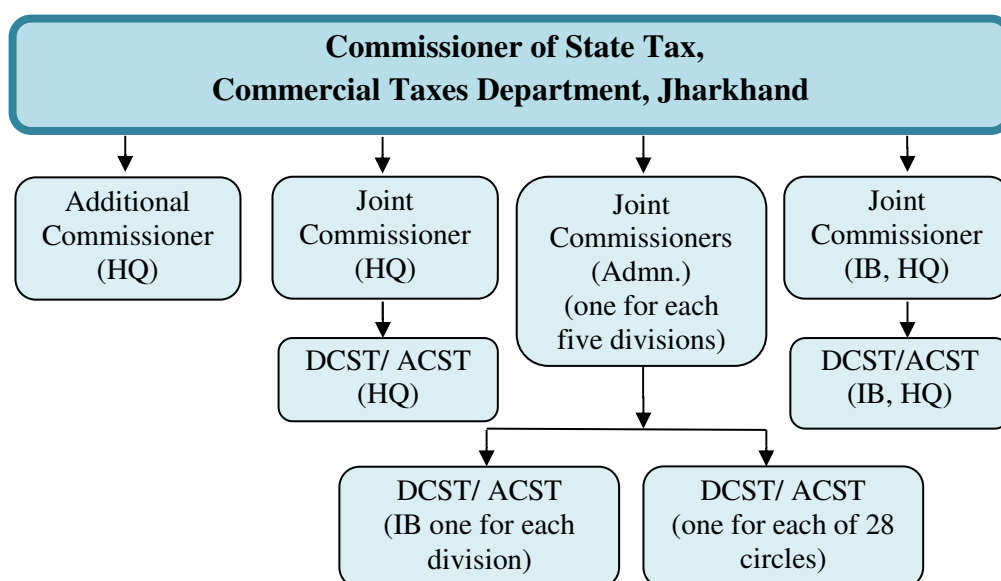 Commissioner of State Tax,
Commercial Taxes Department, Jharkhand
Additional
Commissioner
(HQ)
Joint
Commissioner
(HQ)
Joint
Commissioners
(Admn.)
(one for each
five divisions)
Joint
Commissioner
(IB, HQ)
DCST/ ACST
(HQ)
DCST/ACST
(IB, HQ)
DCST/ ACST
(IB one for each
division)
DCST/ ACST
(one for each of 28
circles)